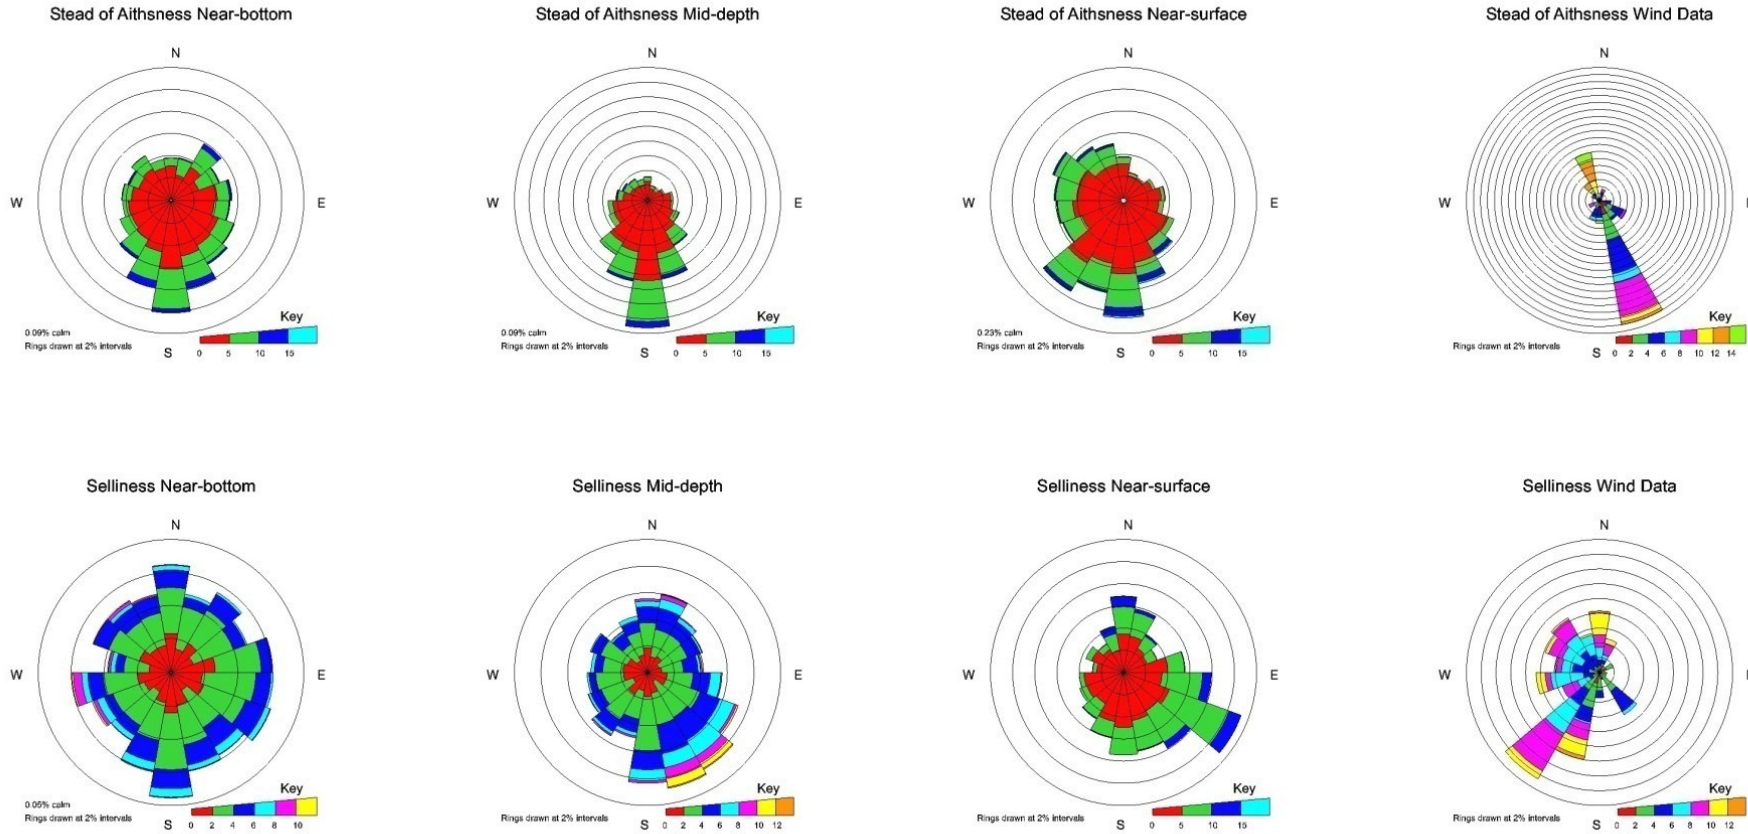 Stead of Aithsness Near-bottom
N
W
E
S
0.09% calm
Rings drawn at 2% intervals
Key
0 5 10 15
Stead of Aithsness Mid-depth
N
W
E
S
0.09% calm
Rings drawn at 2% intervals
Key
0 5 10 15
Stead of Aithsness Near-surface
N
W
E
S
0.23% calm
Rings drawn at 2% intervals
Key
0 5 10 15
Stead of Aithsness Wind Data
N
W
S
Rings drawn at 2% intervals
Key
0 2 4 6 8 10 12 14
Selliness Near-bottom
N
W
E
S
0.05% calm
Rings drawn at 2% intervals
Key
0 2 4 6 8 10
Selliness Mid-depth
N
W
E
S
Rings drawn at 2% intervals
Key
0 2 4 6 8 10 12
Selliness Near-surface
N
W
E
S
Rings drawn at 2% intervals
Key
0 5 10 15
Selliness Wind Data
N
W
S
Rings drawn at 2% intervals
Key
0 2 4 6 8 10 12